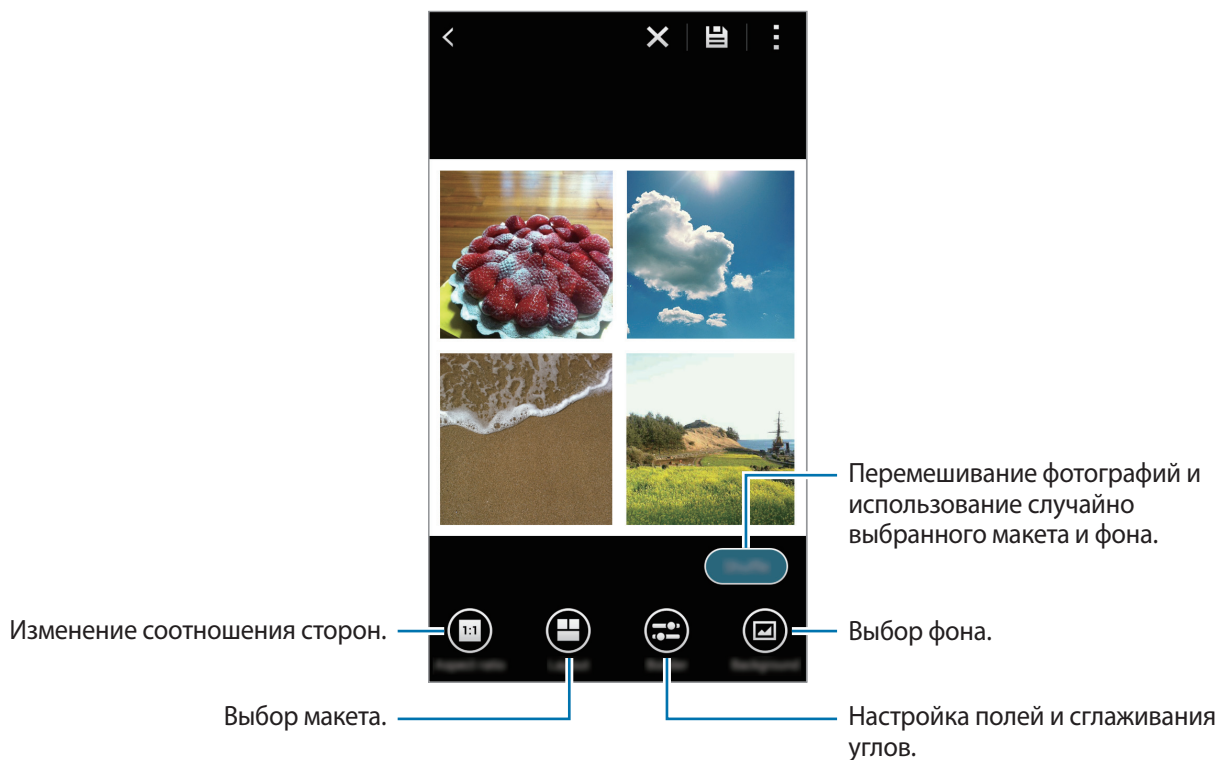 Перемешивание фотографий и
использование случайно
выбранного макета и фона.
1:1
Изменение соотношения сторон.
Выбор фона.
Выбор макета.
Настройка полей и сглаживания
углов.